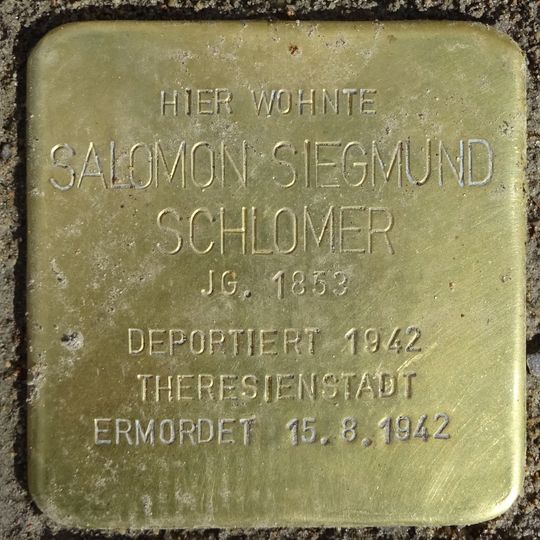 HIER WOHNTE
SALOMON SIEGMUND
SCHLOMER
JG. 1853
DEPORTIERT 1942
THERESIENSTADT
ERMORDET 15.8.1942